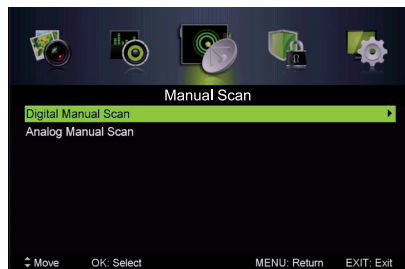 Manual Scan
Digital Manual Scan
Analog Manual Scan
Move OK: Select MENU: Return EXIT: Exit